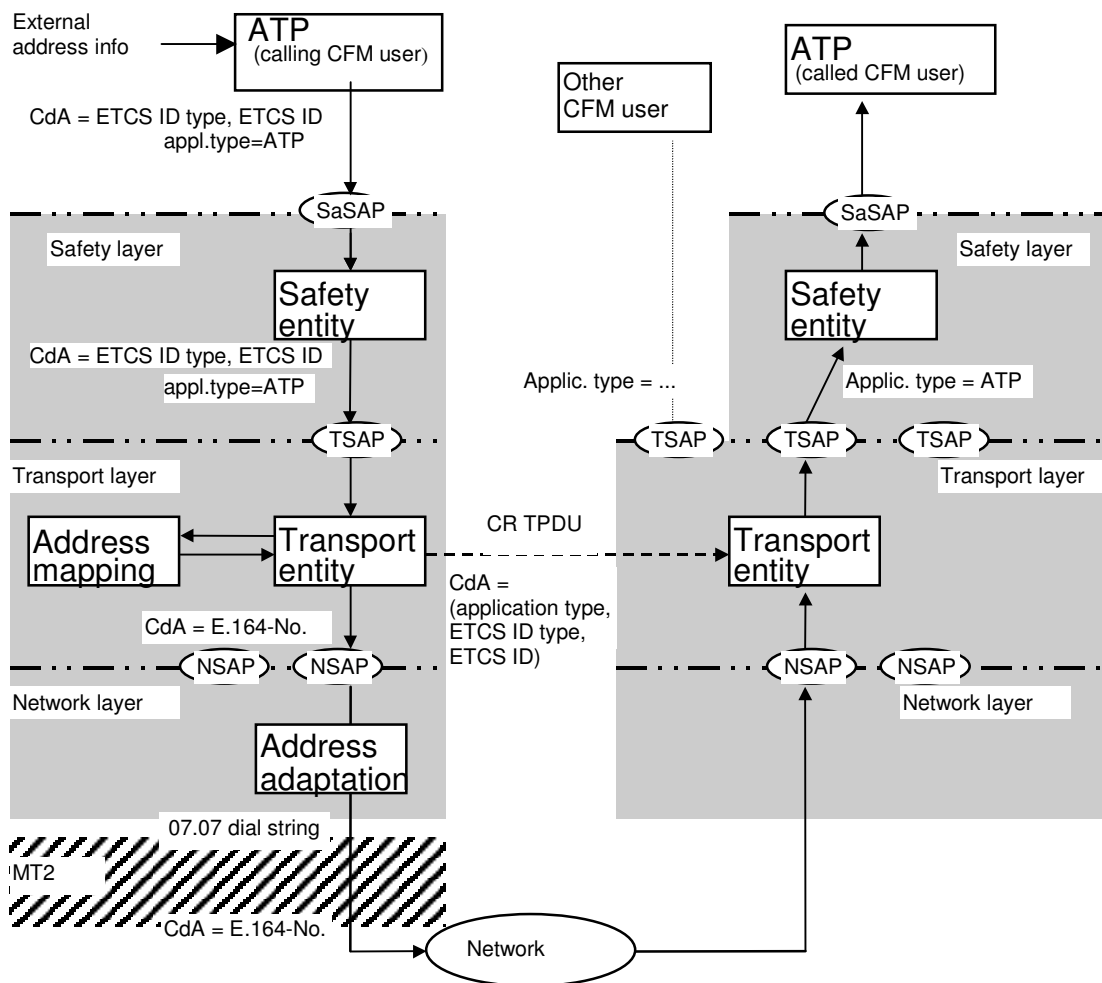 External
address info
ATP
(calling CFM user)
CdA = ETCS ID type, ETCS ID
appl.type=ATP
SaSAP
Safety layer
Safety
entity
CdA = ETCS ID type, ETCS ID
appl.type=ATP
TSAP
Transport layer
Address
mapping
Transport
entity
CdA = E.164-No.
NSAP
NSAP
Network layer
Address
adaptation
07.07 dial string
MT2
CdA = E.164-No.
Network
CR TPDU
CdA =
(application type,
ETCS ID type,
ETCS ID)
Other
CFM user
Applic. type = ...
ATP
(called CFM user)
SaSAP
Safety layer
Safety
entity
Applic. type = ATP
TSAP
TSAP
TSAP
Transport layer
Transport
entity
NSAP
NSAP
Network layer